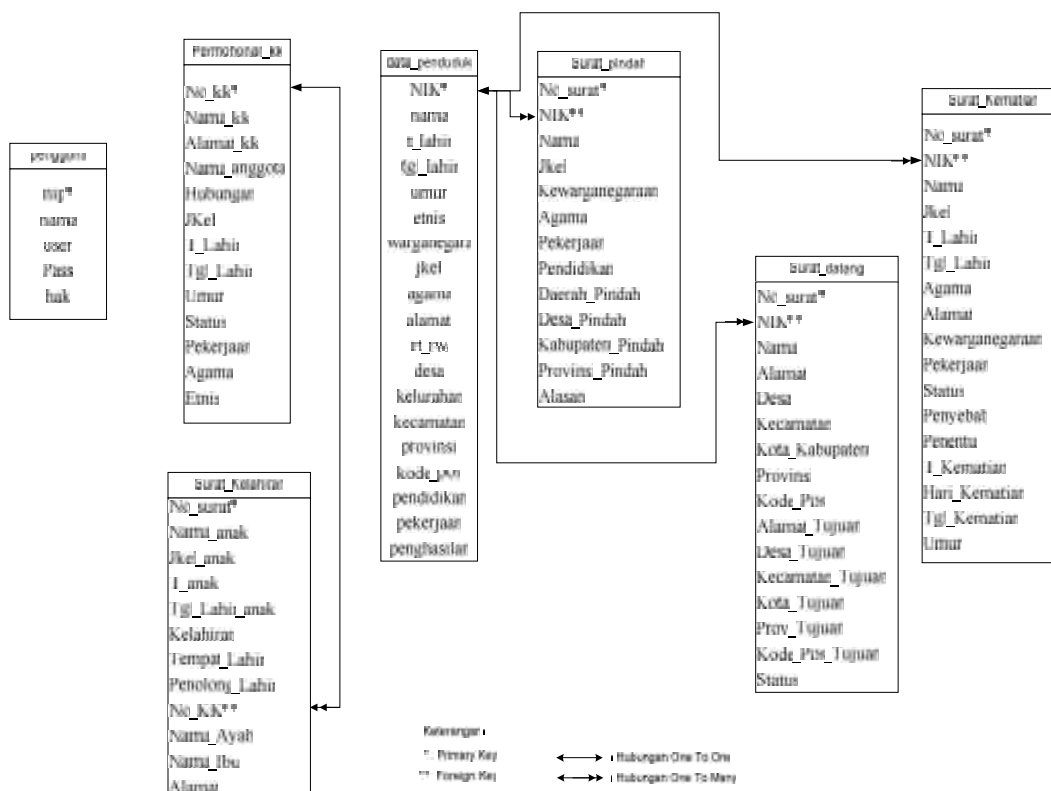 pengguna
nip*
nama
user
Pass
hak
Permohonat_kk
No_kk*
Nama_kk
Alamat_kk
Nama_anggota
Hubungan
JKel
T_Lahir
Tgl_Lahir
Umur
Status
Pekerjaan
Agama
Etnis
Surat_Kelahiran
No_surat*
Nama_anak
Jkel_anak
T_anak
Tgl_Lahir_anak
Kelahiran
Tempat_Lahir
Penolong_Lahir
No_KK**
Nama_Ayah
Nama_Ibu
Alamat
data_penduduk
NIK*
nama
t_lahir
tgl_lahir
umur
etnis
warganegara
jkel
agama
alamat
rt_rw
desa
kelurahan
kecamatan
provinsi
kode_pos
pendidikan
pekerjaan
penghasilan
Surat_pindah
No_surat*
NIK**
Nama
Jkel
Kewarganegaraan
Agama
Pekerjaan
Pendidikan
Daerah_Pindah
Desa_Pindah
Kabupaten_Pindah
Provinsi_Pindah
Alasan
Surat_datang
No_surat*
NIK**
Nama
Alamat
Desa
Kecamatan
Kota_Kabupaten
Provinsi
Kode_Pos
Alamat_Tujuan
Desa_Tujuan
Kecamatan_Tujuan
Kota_Tujuan
Prov_Tujuan
Kode_Pos_Tujuan
Status
Surat_Kematian
No_surat*
NIK**
Nama
Jkel
T_Lahir
Tgl_Lahir
Agama
Alamat
Kewarganegaraan
Pekerjaan
Status
Penyebab
Penentu
T_Kematian
Hari_Kematian
Tgl_Kematian
Umur
Keterangan :
* : Primary Key
** : Foreign Key
: Hubungan One To One
: Hubungan One To Many